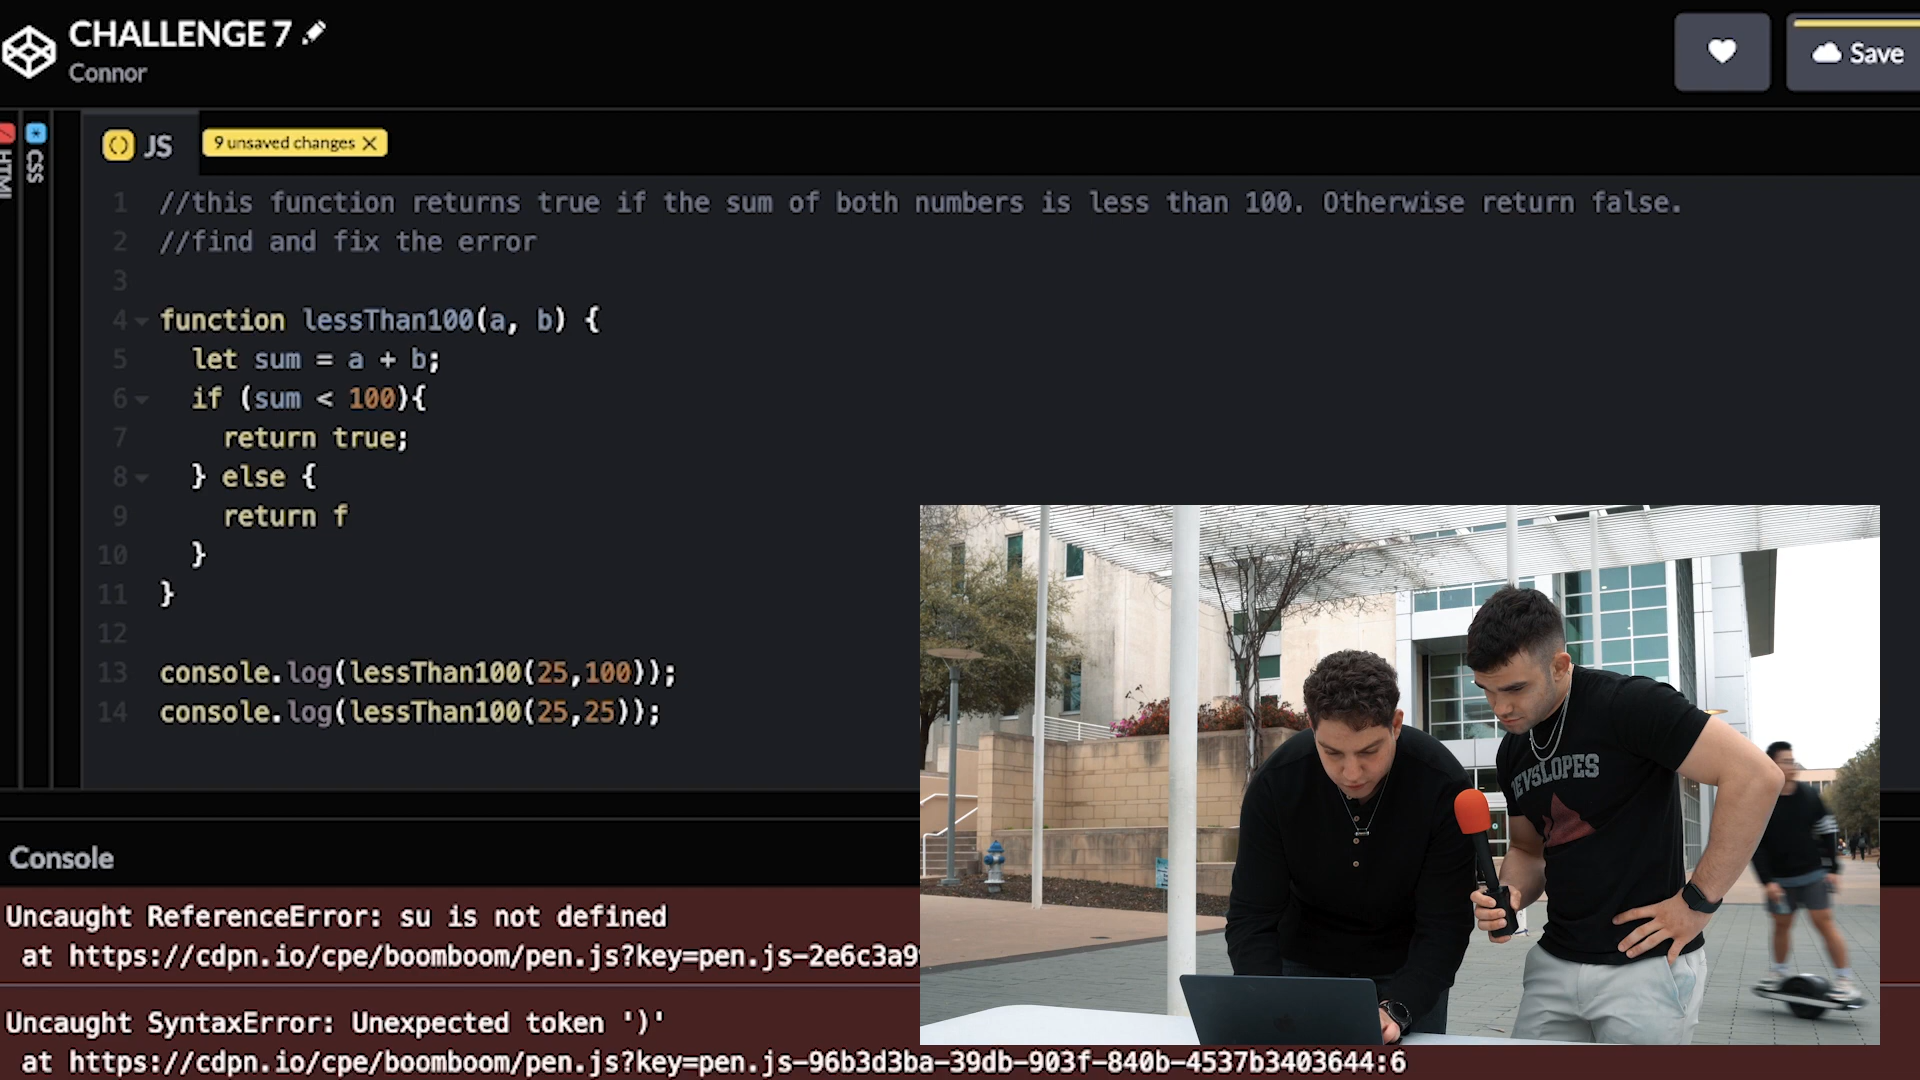 CHALLENGE 7
Connor
Save
HTML
CSS
JS
9 unsaved changes
1 //this function returns true if the sum of both numbers is less than 100. Otherwise return false.
2 //find and fix the error
3
4 function lessThan100(a, b) {
5 let sum = a + b;
6 if (sum < 100){
7 return true;
8 } else {
9 return f
10 }
11 }
12
13 console.log(lessThan100(25,100));
14 console.log(lessThan100(25,25));
DEVSLOPES
Console
Uncaught ReferenceError: su is not defined
at https://cdpn.io/cpe/boomboom/pen.js?key=pen.js-2e6c3a9
Uncaught SyntaxError: Unexpected token ')'
at https://cdpn.io/cpe/boomboom/pen.js?key=pen.js-96b3d3ba-39db-903f-840b-4537b3403644:6